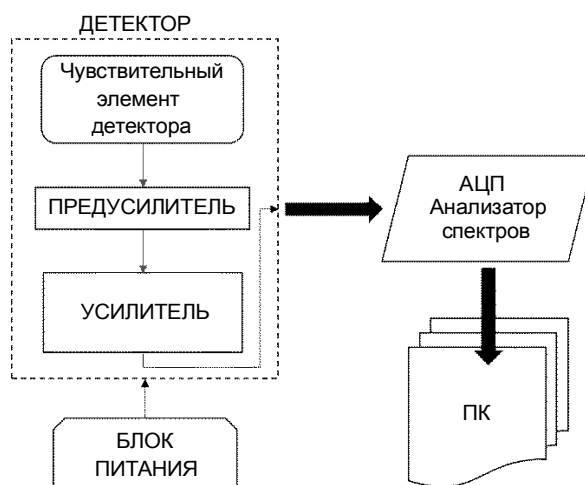 ДЕТЕКТОР
Чувствительный
элемент
детектора
ПРЕДУСИЛИТЕЛЬ
УСИЛИТЕЛЬ
БЛОК
ПИТАНИЯ
АЦП
Анализатор
спектров
ПК